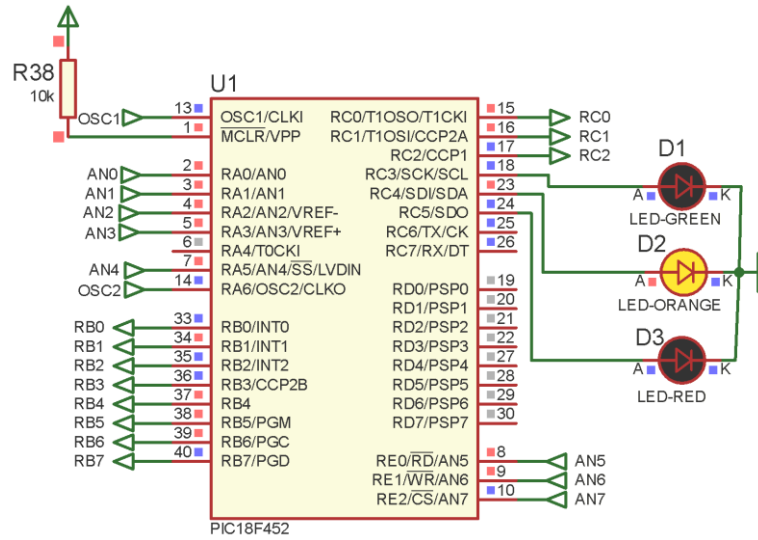 R38
10k
U1
OSC1
13
OSC1/CLKI
1
MCLR/VPP
AN0
2
RA0/AN0
AN1
3
RA1/AN1
AN2
4
RA2/AN2/VREF-
AN3
5
RA3/AN3/VREF+
6
RA4/T0CKI
AN4
7
RA5/AN4/SS/LVDIN
OSC2
14
RA6/OSC2/CLKO
RB0
33
RB0/INT0
RB1
34
RB1/INT1
RB2
35
RB2/INT2
RB3
36
RB3/CCP2B
RB4
37
RB4
RB5
38
RB5/PGM
RB6
39
RB6/PGC
RB7
40
RB7/PGD
RC0/T1OSO/T1CKI
15
RC0
RC1/T1OSI/CCP2A
16
RC1
RC2/CCP1
17
RC2
RC3/SCK/SCL
18
RC4/SDI/SDA
23
RC5/SDO
24
RC6/TX/CK
25
RC7/RX/DT
26
RD0/PSP0
19
RD1/PSP1
20
RD2/PSP2
21
RD3/PSP3
22
RD4/PSP4
27
RD5/PSP5
28
RD6/PSP6
29
RD7/PSP7
30
RE0/RD/AN5
8
AN5
RE1/WR/AN6
9
AN6
RE2/CS/AN7
10
AN7
PIC18F452
D1
A
K
LED-GREEN
D2
A
K
LED-ORANGE
D3
A
K
LED-RED